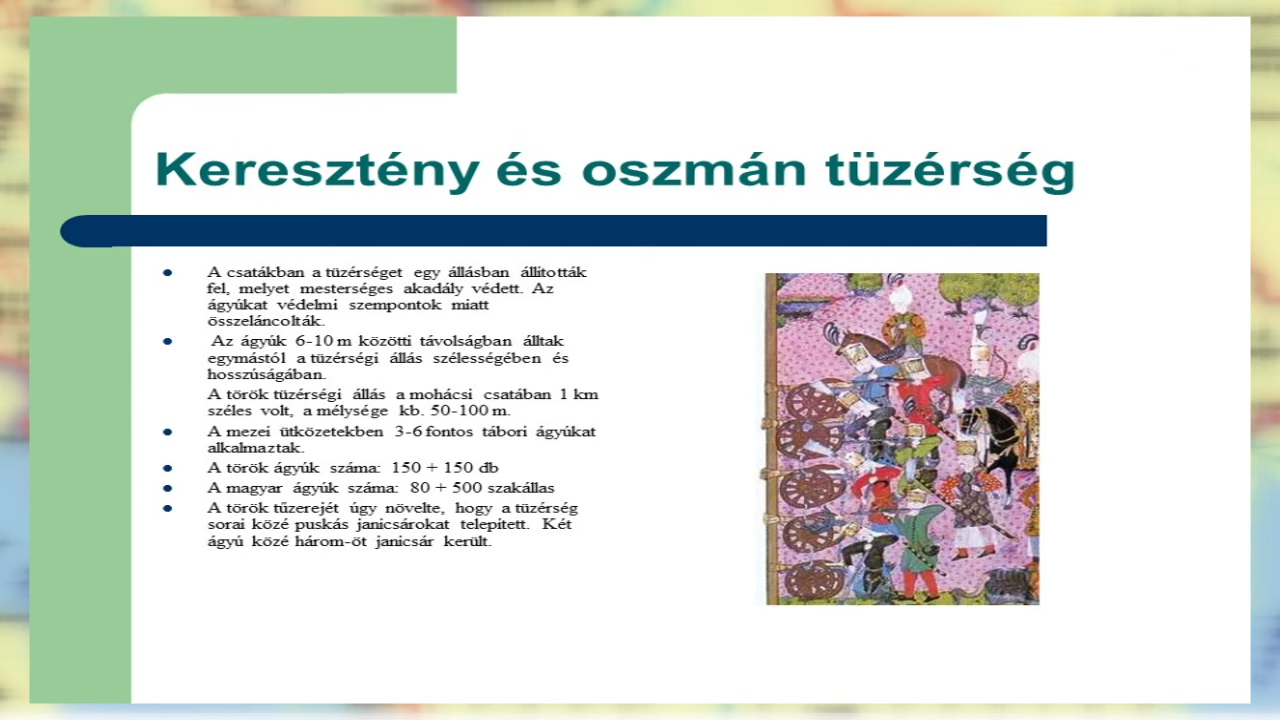 Keresztény és oszmán tüzérség
A csatákban a tüzérséget egy állásban állították
fel, melyet mesterséges akadály védett. Az
ágyúkat védelmi szempontok miatt
összeláncolták.
Az ágyúk 6-10 m közötti távolságban álltak
egymástól a tüzérségi állás szélességében és
hosszúságában.
A török tüzérségi állás a mohácsi csatában 1 km
széles volt, a mélysége kb. 50-100 m.
A mezei ütközetekben 3-6 fontos tábori ágyúkat
alkalmaztak.
A török ágyúk száma: 150 + 150 db
A magyar ágyúk száma: 80 + 500 szakállas
A török tűzerejét úgy növelte, hogy a tüzérség
sorai közé puskás janicsárokat telepített. Két
ágyú közé három-öt janicsár került.